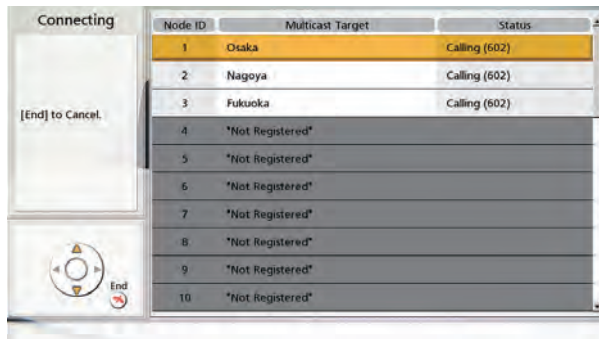 Connecting
[End] to Cancel.
End
Node ID Multicast Target Status
1 Osaka Calling (602)
2 Nagoya Calling (602)
3 Fukuoka Calling (602)
4 *Not Registered*
5 *Not Registered*
6 *Not Registered*
7 *Not Registered*
8 *Not Registered*
9 *Not Registered*
10 *Not Registered*